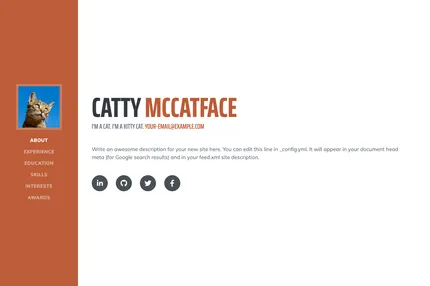 ABOUT
EXPERIENCE
EDUCATION
SKILLS
INTERESTS
AWARDS
CATTY MCCATFACE
I'M A CAT. I'M A KITTY CAT. YOUR-EMAIL@EXAMPLE.COM
Write an awesome description for your new site here. You can edit this line in _config.yml. It will appear in your document head
meta (for Google search results) and in your feed.xml site description.